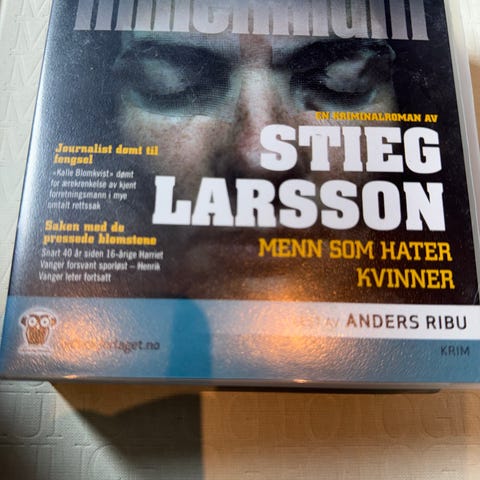 millennium
EN KRIMINALROMAN AV
STIEG
LARSSON
MENN SOM HATER
KVINNER
Journalist dømt til
fengsel
«Kalle Blomkvist» dømt
for ærekrenkelse av kjent
forretningsmann i mye
omtalt rettssak
Saken med de
pressede blomstene
Snart 40 år siden 16-årige Harriet
Vanger forsvant sporløst – Henrik
Vanger leter fortsatt
AV ANDERS RIBU
KRIM